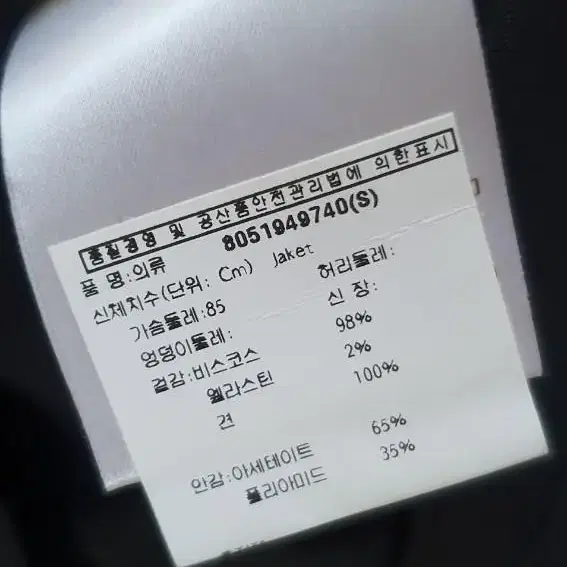 품질경영 및 공산품안전관리법에 의한표시
8051949740(S)
품 명:의류
신체치수(단위: Cm) Jaket
가슴둘레:85 허리둘레:
엉덩이둘레: 신 장:
겉감:비스코스 98%
웰라스틴 2%
견 100%
안감:아세테이트 65%
폴리아미드 35%